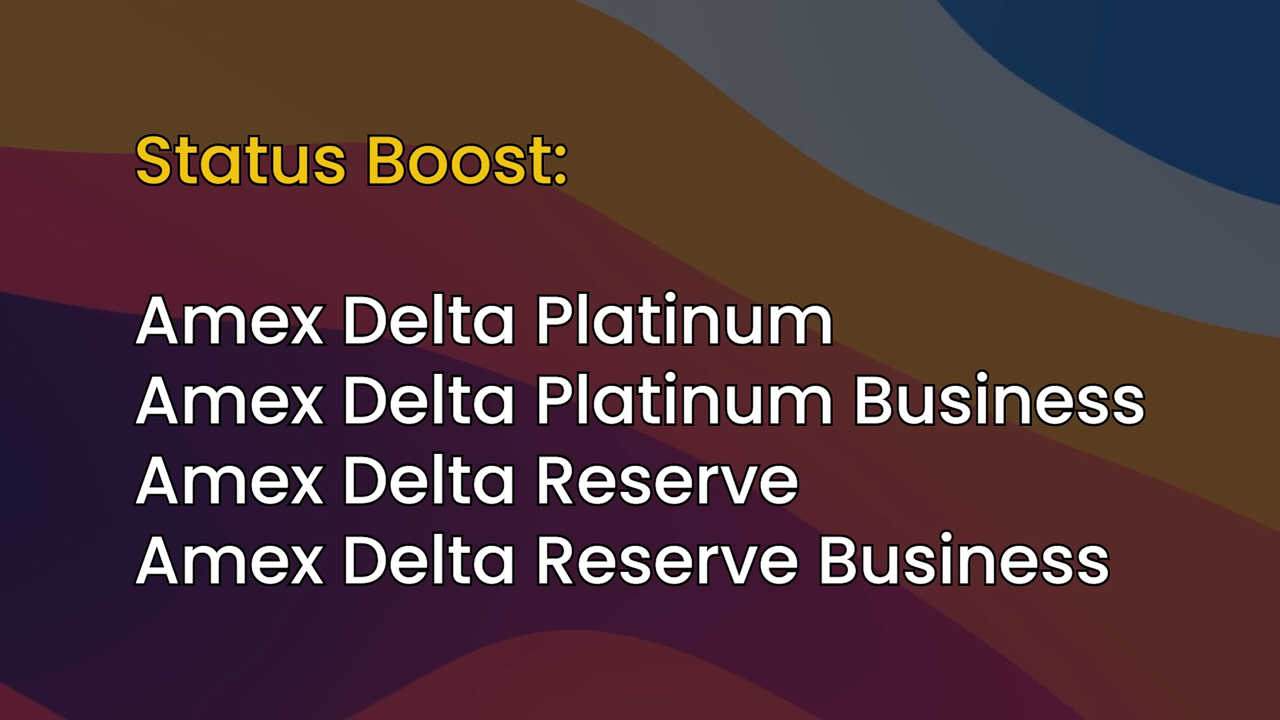 Status Boost:
Amex Delta Platinum
Amex Delta Platinum Business
Amex Delta Reserve
Amex Delta Reserve Business